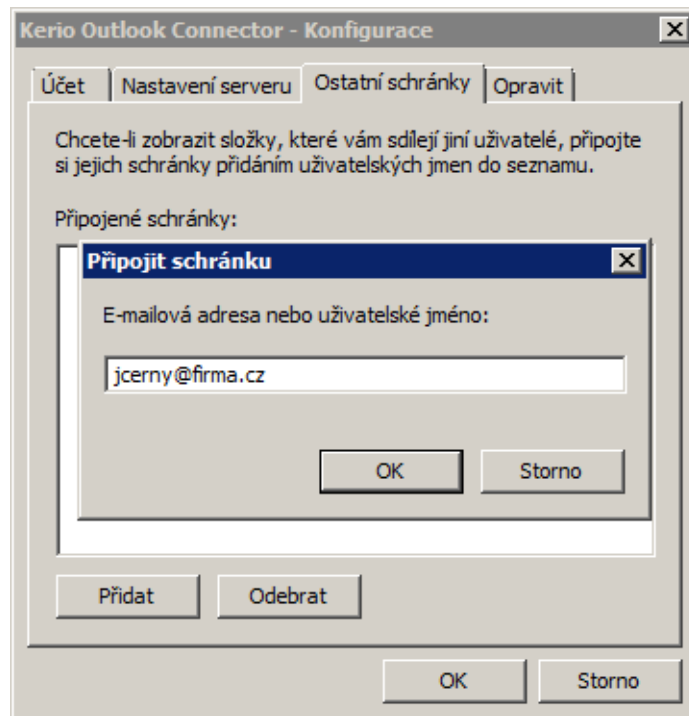 Kerio Outlook Connector - Konfigurace
Účet
Nastavení serveru
Ostatní schránky
Opravit
Chcete-li zobrazit složky, které vám sdílejí jiní uživatelé, připojte
si jejich schránky přidáním uživatelských jmen do seznamu.
Připojené schránky:
Připojit schránku
E-mailová adresa nebo uživatelské jméno:
jcerny@firma.cz
OK
Storno
Přidat
Odebrat
OK
Storno